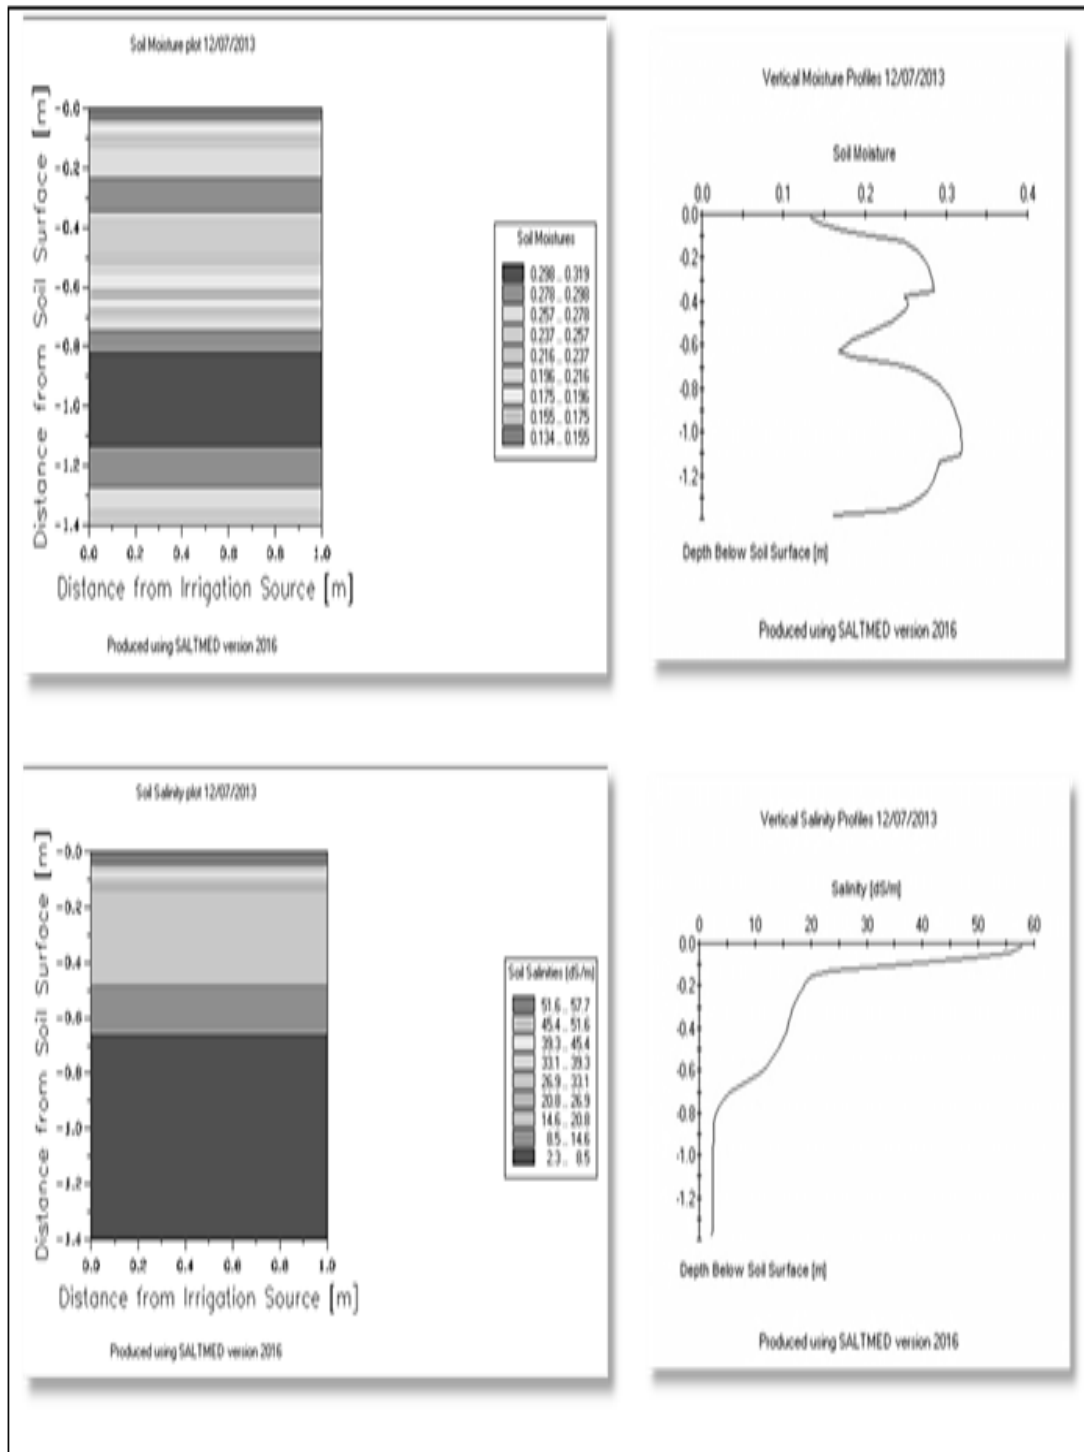 Soil Moisture plot 12/07/2013
Distance from Soil Surface [m]
-0.0
-0.2
-0.4
-0.6
-0.8
-1.0
-1.2
-1.4
0.0 0.2 0.4 0.6 0.8 1.0
Distance from Irrigation Source [m]
Produced using SALTMED version 2016
Soil Moistures
0.298 .. 0.319
0.278 .. 0.298
0.257 .. 0.278
0.237 .. 0.257
0.216 .. 0.237
0.196 .. 0.216
0.175 .. 0.196
0.155 .. 0.175
0.134 .. 0.155
Vertical Moisture Profiles 12/07/2013
Soil Moisture
0.0 0.1 0.2 0.3 0.4
0.0
-0.2
-0.4
-0.6
-0.8
-1.0
-1.2
Depth Below Soil Surface [m]
Produced using SALTMED version 2016
Soil Salinity plot 12/07/2013
Distance from Soil Surface [m]
-0.0
-0.2
-0.4
-0.6
-0.8
-1.0
-1.2
-1.4
0.0 0.2 0.4 0.6 0.8 1.0
Distance from Irrigation Source [m]
Produced using SALTMED version 2016
Soil Salinities (dS/m)
51.6 .. 57.7
45.4 .. 51.6
39.3 .. 45.4
33.1 .. 39.3
26.9 .. 33.1
20.8 .. 26.9
14.6 .. 20.8
8.5 .. 14.6
2.3 .. 8.5
Vertical Salinity Profiles 12/07/2013
Salinity [dS/m]
0 10 20 30 40 50 60
0.0
-0.2
-0.4
-0.6
-0.8
-1.0
-1.2
Depth Below Soil Surface [m]
Produced using SALTMED version 2016